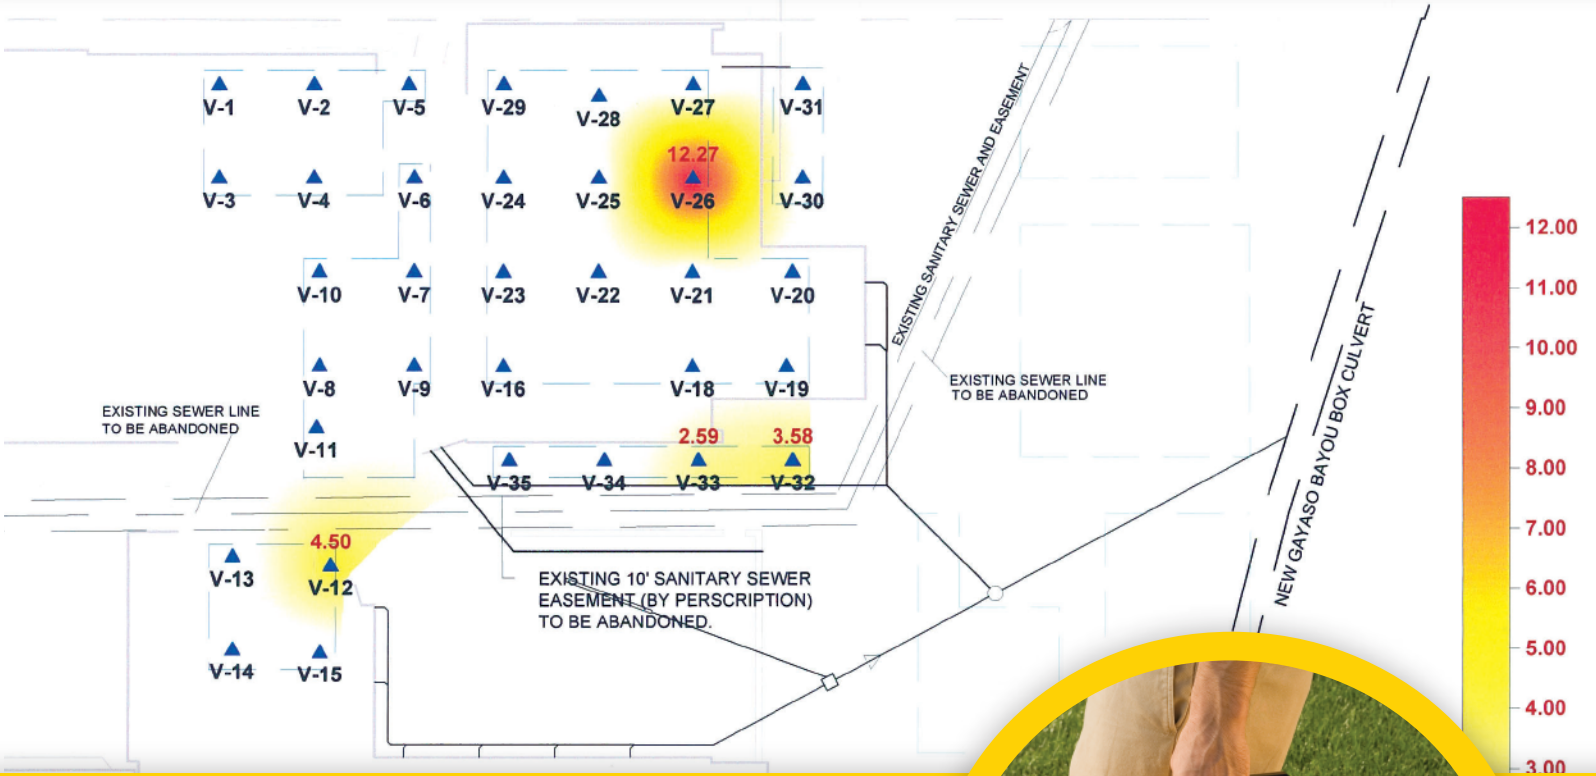 V-1
V-2
V-5
V-29
V-28
V-27
V-31
12.27
V-3
V-4
V-6
V-24
V-25
V-26
V-30
EXISTING SANITARY SEWER AND EASEMENT
V-10
V-7
V-23
V-22
V-21
V-20
V-8
V-9
V-16
V-18
V-19
EXISTING SEWER LINE
TO BE ABANDONED
EXISTING SEWER LINE
TO BE ABANDONED
V-11
2.59
3.58
V-35
V-34
V-33
V-32
4.50
V-13
V-12
V-14
V-15
EXISTING 10' SANITARY SEWER
EASEMENT (BY PERSCRIPTION)
TO BE ABANDONED.
NEW GAYASO BAYOU BOX CULVERT
12.00
11.00
10.00
9.00
8.00
7.00
6.00
5.00
4.00
3.00